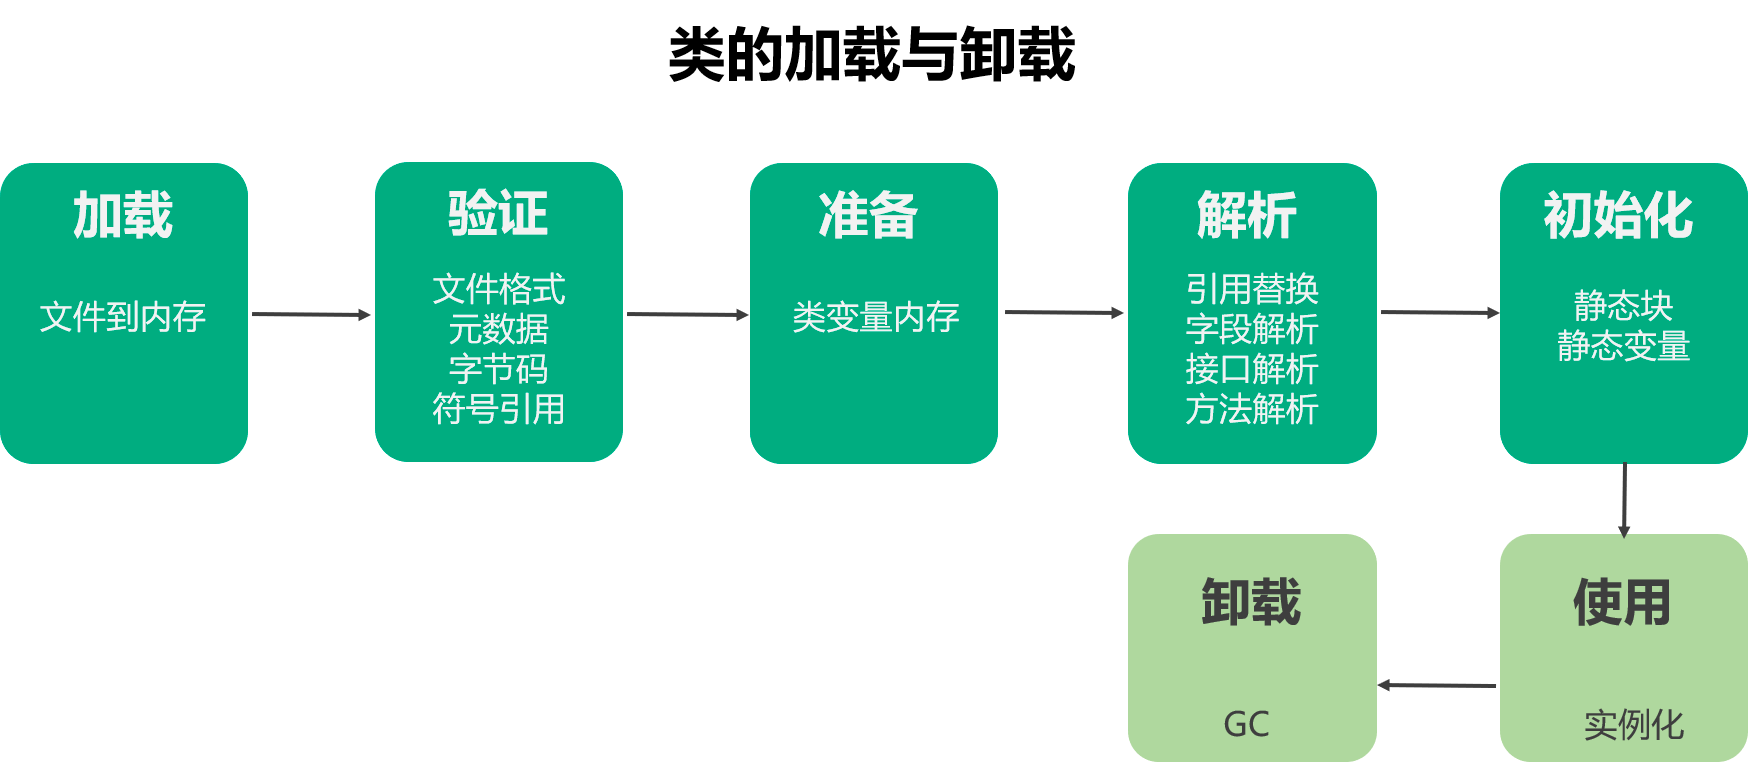 类的加载与卸载
加载
文件到内存
验证
文件格式
元数据
字节码
符号引用
准备
类变量内存
解析
引用替换
字段解析
接口解析
方法解析
初始化
静态块
静态变量
卸载
GC
使用
实例化